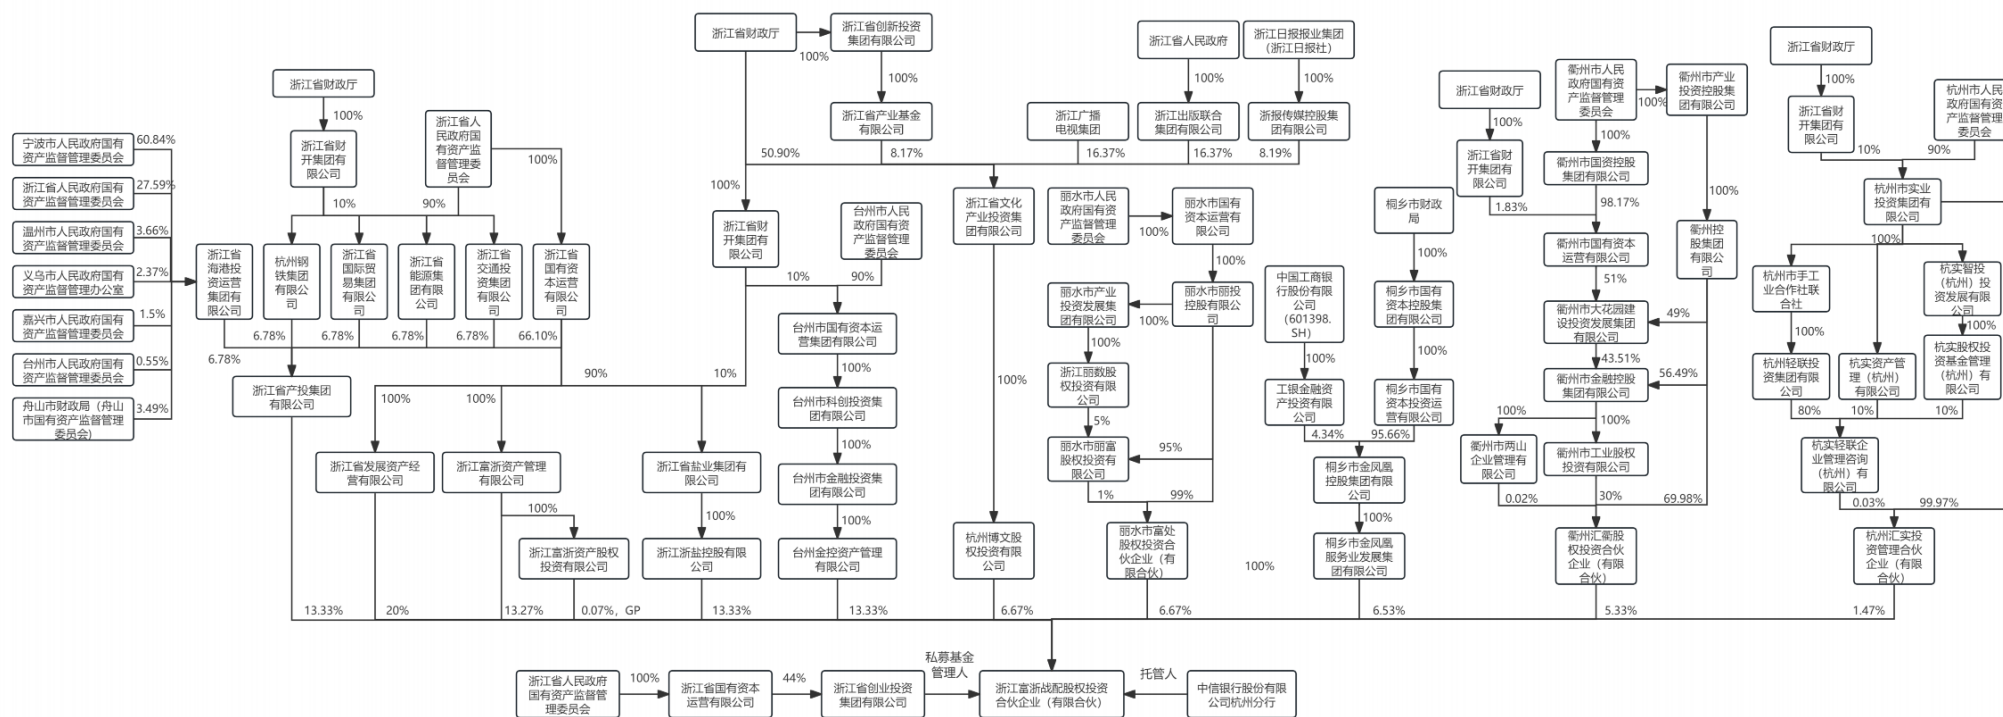 浙江省财政厅
100%
浙江省创新投资
集团有限公司
100%
浙江省产业基金
有限公司
浙江省人民政府
100%
浙江出版联合
集团有限公司
浙江日报报业集团
（浙江日报社）
100%
浙报传媒控股集
团有限公司
浙江广播
电视集团
50.90%
8.17%
16.37%
16.37%
8.19%
浙江省文化
产业投资集
团有限公司
100%
杭州博文股
权投资有限
公司
宁波市人民政府国有
资产监督管理委员会
60.84%
浙江省人民政府国有
资产监督管理委员会
27.59%
温州市人民政府国有
资产监督管理委员会
3.66%
义乌市人民政府国有
资产监督管理办公室
2.37%
嘉兴市人民政府国有
资产监督管理委员会
1.5%
台州市人民政府国有
资产监督管理委员会
0.55%
舟山市财政局（舟山
市国有资产监督管理
委员会)
3.49%
浙江省财政厅
100%
浙江省财
开集团有
限公司
10%
浙江省人
民政府国
有资产监
督管理委
员会
90%
100%
浙江省
海港投
资运营
集团有
限公司
杭州钢
铁集团
有限公
司
浙江省
国际贸
易集团
有限公
司
浙江省
能源集
团有限
公司
浙江省
交通投
资集团
有限公
司
浙江省
国有资
本运营
有限公
司
6.78%
6.78%
6.78%
6.78%
6.78%
66.10%
浙江省产投集团
有限公司
100%
浙江省财
开集团有
限公司
台州市人民
政府国有资
产监督管理
委员会
10%
90%
台州市国有资本运
营集团有限公司
100%
台州市科创投资集
团有限公司
100%
台州市金融投资集
团有限公司
100%
台州金控资产管理
有限公司
90%
10%
100%
100%
浙江省发展资产经
营有限公司
浙江富浙资产管理
有限公司
100%
浙江富浙资产股权
投资有限公司
浙江省盐业集团有
限公司
100%
浙江浙盐控股有限
公司
丽水市人民
政府国有资
产监督管理
委员会
100%
丽水市国有
资本运营有
限公司
100%
丽水市丽投
控股有限公
司
100%
丽水市产业
投资发展集
团有限公司
100%
浙江丽数股
权投资有限
公司
5%
95%
丽水市丽富
股权投资有
限公司
1%
99%
丽水市富处
股权投资合
伙企业（有
限合伙）
100%
中国工商银
行股份有限
公司
（601398.
SH）
100%
工银金融资
产投资有限
公司
桐乡市财政
局
100%
桐乡市国有
资本控股集
团有限公司
100%
桐乡市国有
资本投资运
营有限公司
4.34%
95.66%
桐乡市金凤凰
控股集团有限
公司
100%
桐乡市金凤凰
服务业发展集
团有限公司
浙江省财政厅
100%
浙江省财
开集团有
限公司
1.83%
衢州市人民
政府国有资
产监督管理
委员会
100%
衢州市产业
投资控股集
团有限公司
100%
衢州市国资控股
集团有限公司
98.17%
100%
衢州控
股集团
有限公
司
衢州市国有资本
运营有限公司
51%
49%
衢州市大花园建
设投资发展集团
有限公司
43.51%
56.49%
衢州市金融控股
集团有限公司
100%
100%
衢州市两山
企业管理有
限公司
衢州市工业股权
投资有限公司
0.02%
30%
69.98%
衢州汇衢股
权投资合伙
企业（有限
合伙）
浙江省财政厅
100%
浙江省财
开集团有
限公司
10%
杭州市人民
政府国有资
产监督管理
委员会
90%
杭州市实业
投资集团有
限公司
100%
杭州市手工
业合作社联
合社
100%
杭州轻联投
资集团有限
公司
杭实资产管
理（杭州）
有限公司
杭实智投
（杭州）投
资发展有限
公司
100%
杭实股权投
资基金管理
（杭州）有
限公司
80%
10%
10%
杭实轻联企
业管理咨询
（杭州）有
限公司
0.03%
99.97%
杭州汇实投
资管理合伙
企业（有限
合伙）
13.33%
20%
13.27%
0.07%，GP
13.33%
13.33%
6.67%
6.67%
6.53%
5.33%
1.47%
浙江省人民政府
国有资产监督管
理委员会
100%
浙江省国有资本
运营有限公司
44%
浙江省创业投资
集团有限公司
私募基金
管理人
浙江富浙战配股权投资
合伙企业（有限合伙）
托管人
中信银行股份有限
公司杭州分行